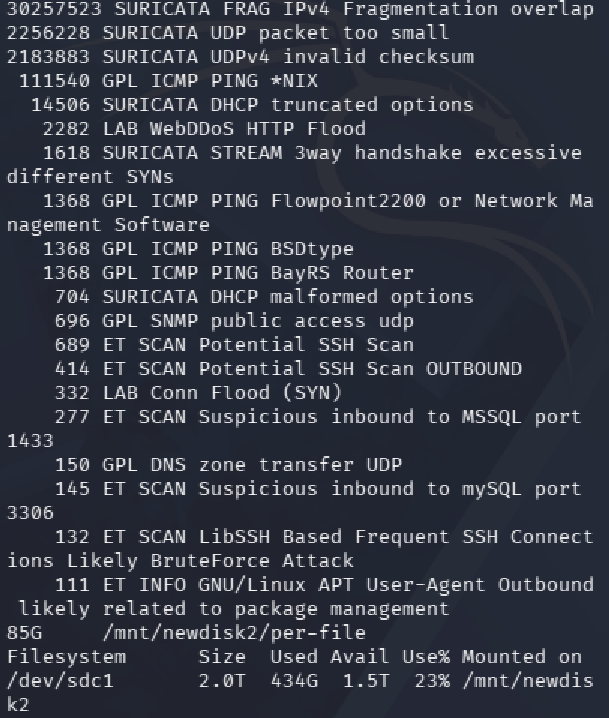 30257523 SURICATA FRAG IPv4 Fragmentation overlap
2256228 SURICATA UDP packet too small
2183883 SURICATA UDPv4 invalid checksum
111540 GPL ICMP PING *NIX
14506 SURICATA DHCP truncated options
2282 LAB WebDDoS HTTP Flood
1618 SURICATA STREAM 3way handshake excessive
different SYNs
1368 GPL ICMP PING Flowpoint2200 or Network Ma
nagement Software
1368 GPL ICMP PING BSDtype
1368 GPL ICMP PING BayRS Router
704 SURICATA DHCP malformed options
696 GPL SNMP public access udp
689 ET SCAN Potential SSH Scan
414 ET SCAN Potential SSH Scan OUTBOUND
332 LAB Conn Flood (SYN)
277 ET SCAN Suspicious inbound to MSSQL port
1433
150 GPL DNS zone transfer UDP
145 ET SCAN Suspicious inbound to mySQL port
3306
132 ET SCAN LibSSH Based Frequent SSH Connect
ions Likely BruteForce Attack
111 ET INFO GNU/Linux APT User-Agent Outbound
likely related to package management
85G /mnt/newdisk2/per-file
Filesystem Size Used Avail Use% Mounted on
/dev/sdc1 2.0T 434G 1.5T 23% /mnt/newdis
k2